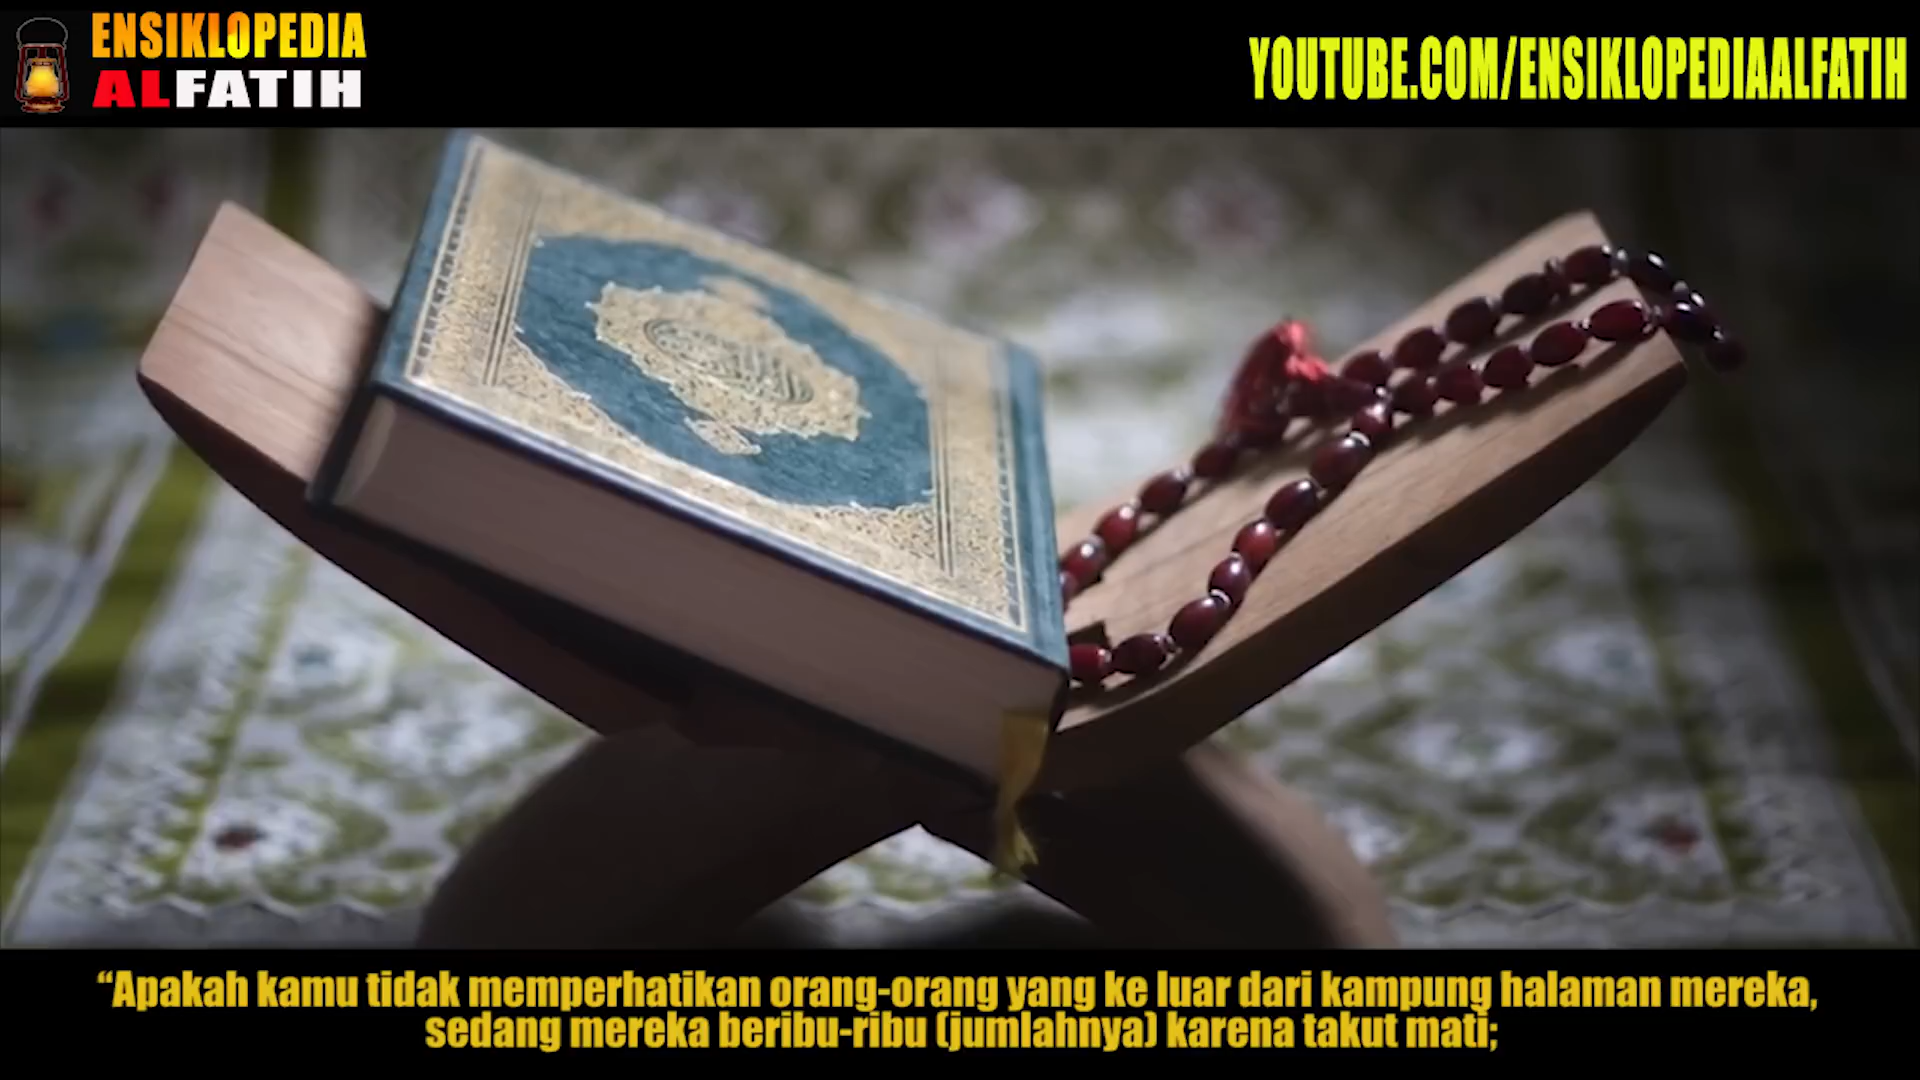 ENSIKLOPEDIA
ALFATIH
YOUTUBE.COM/ENSIKLOPEDIAALFATIH
“Apakah kamu tidak memperhatikan orang-orang yang ke luar dari kampung halaman mereka,
sedang mereka beribu-ribu (jumlahnya) karena takut mati;